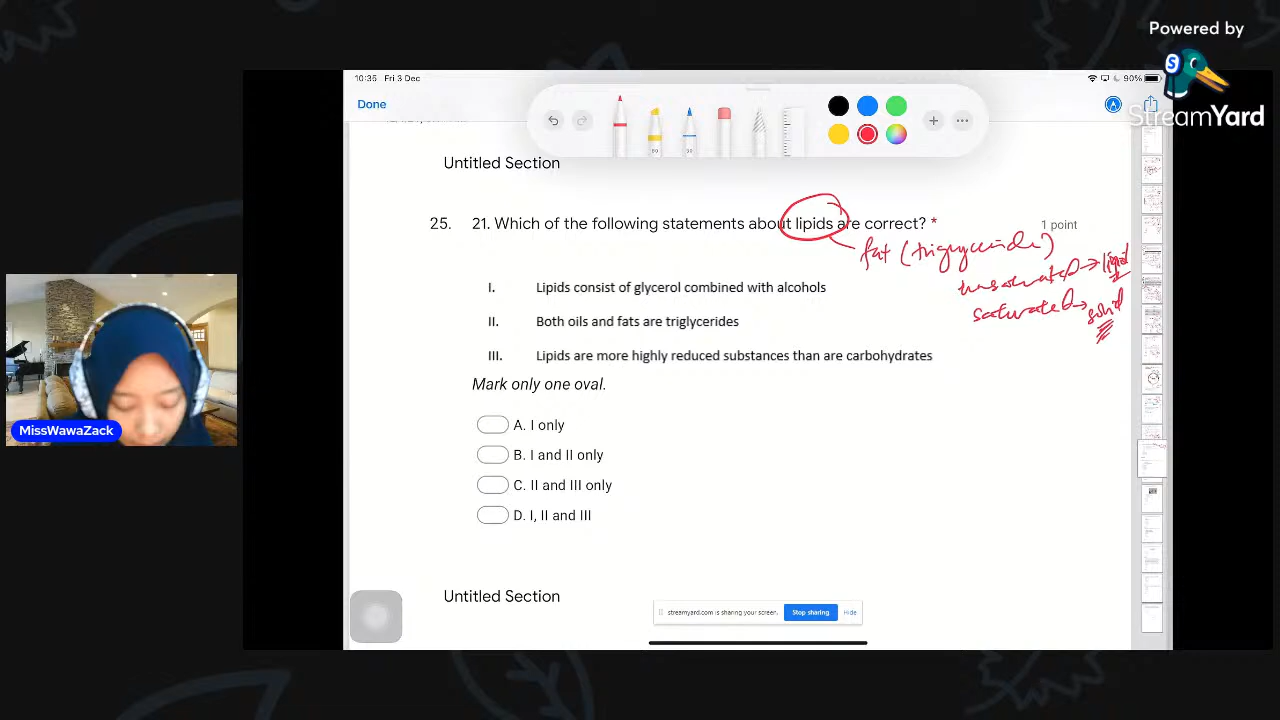 Powered by
StreamYard
10:35 Fri 3 Dec
90%
Done
Untitled Section
25. 21. Which of the following statements about lipids are correct? *
1 point
fat (triglyceride)
unsaturated → liquid
saturated → solid
I. Lipids consist of glycerol combined with alcohols
II. Both oils and fats are triglycerides
III. Lipids are more highly reduced substances than are carbohydrates
Mark only one oval.
A. I only
B. I and II only
C. II and III only
D. I, II and III
Untitled Section
streamyard.com is sharing your screen.
Stop sharing
Hide
MissWawaZack